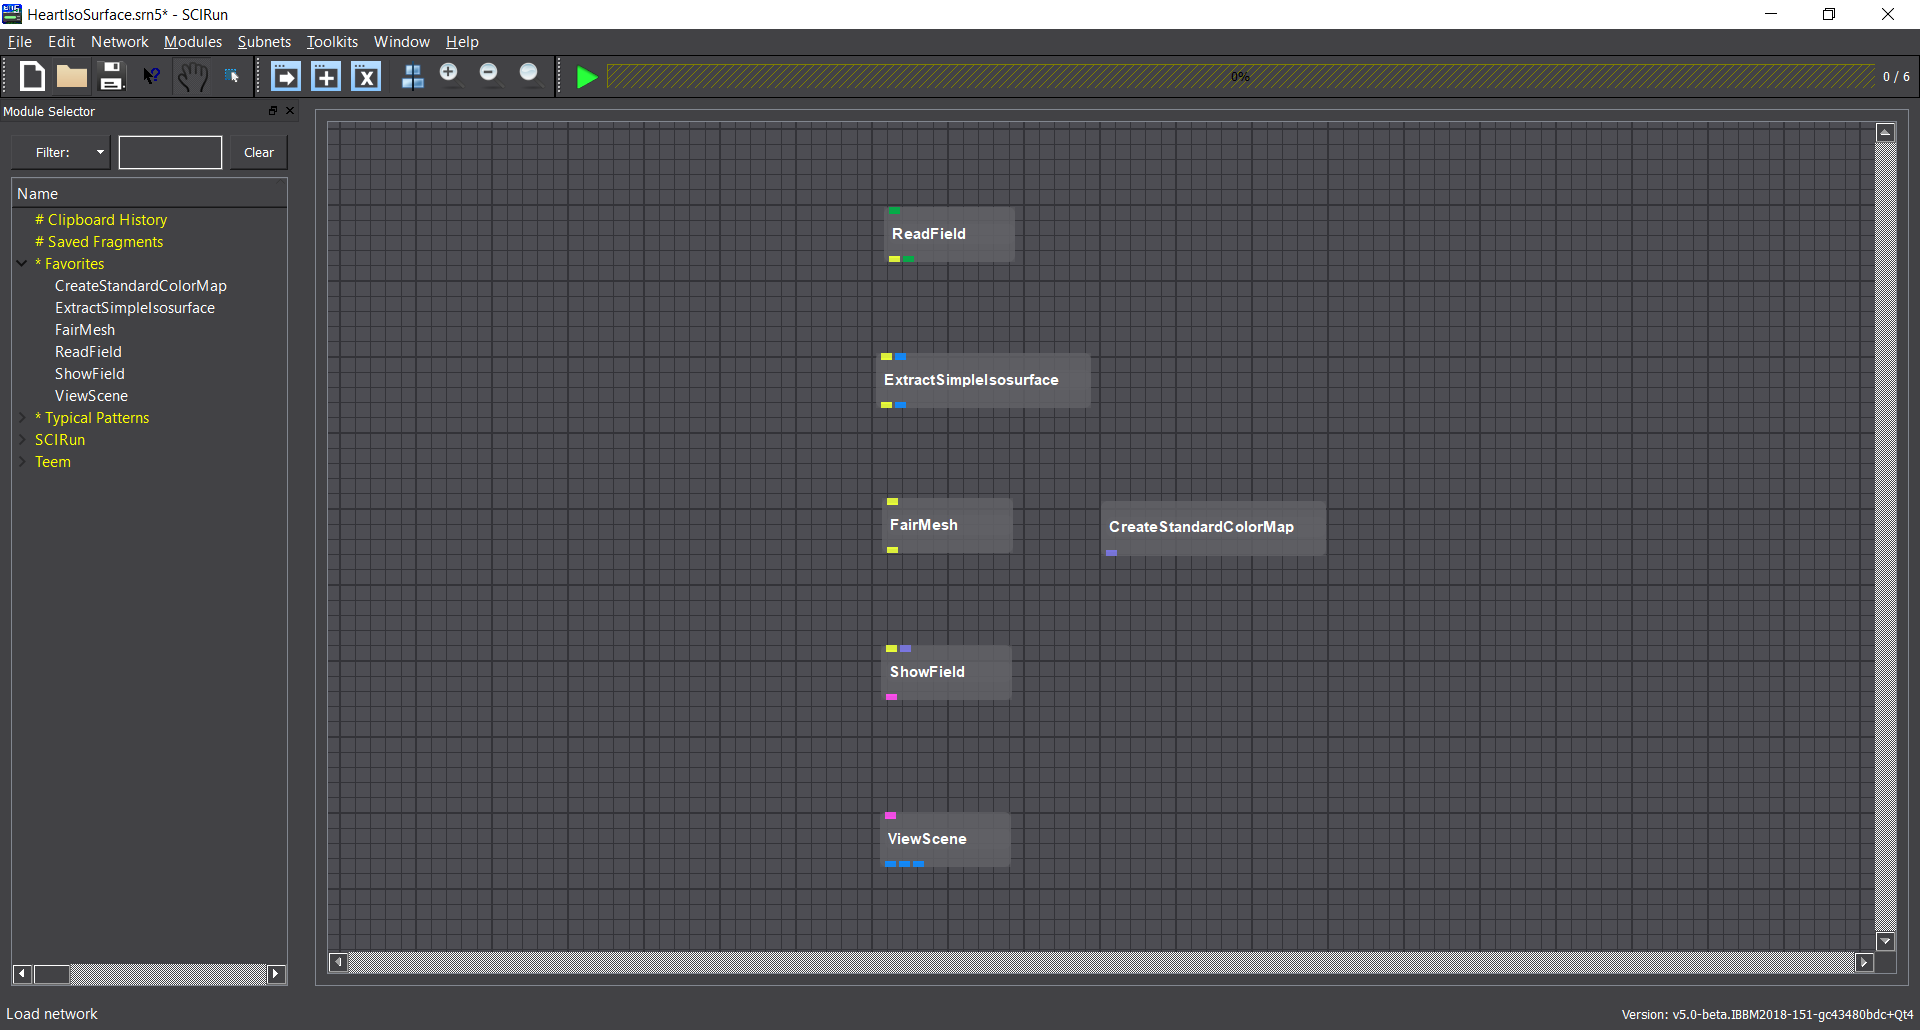 HeartIsoSurface.srn5* - SCIRun
File Edit Network Modules Subnets Toolkits Window Help
0%
0 / 6
Module Selector
Filter:
Clear
Name
# Clipboard History
# Saved Fragments
* Favorites
CreateStandardColorMap
ExtractSimpleIsosurface
FairMesh
ReadField
ShowField
ViewScene
* Typical Patterns
SCIRun
Teem
ReadField
ExtractSimpleIsosurface
FairMesh
CreateStandardColorMap
ShowField
ViewScene
Load network
Version: v5.0-beta.IBBM2018-151-gc43480bdc+Qt4